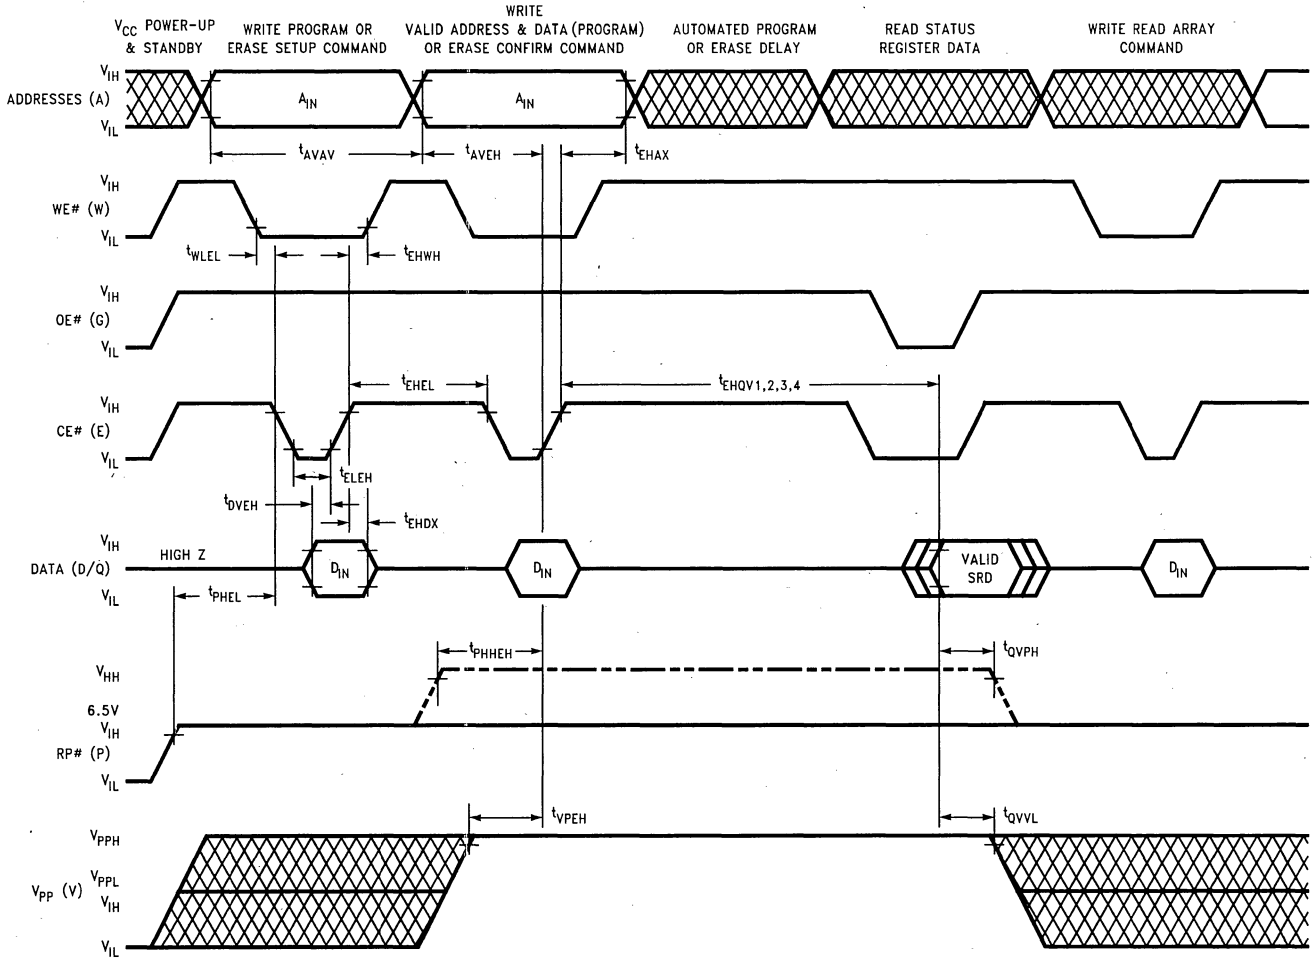 V_CC POWER-UP
& STANDBY
WRITE PROGRAM OR
ERASE SETUP COMMAND
WRITE
VALID ADDRESS & DATA (PROGRAM)
OR ERASE CONFIRM COMMAND
AUTOMATED PROGRAM
OR ERASE DELAY
READ STATUS
REGISTER DATA
WRITE READ ARRAY
COMMAND
V_IH
ADDRESSES (A)
A_IN
A_IN
V_IL
t_AVAV
t_AVEH
t_EHAX
V_IH
WE# (W)
V_IL
t_WLEL
t_EHWH
V_IH
OE# (G)
V_IL
t_EHEL
t_EHQV1,2,3,4
V_IH
CE# (E)
V_IL
t_ELEH
t_DVEH
t_EHDX
V_IH
HIGH Z
DATA (D/Q)
D_IN
D_IN
VALID
SRD
D_IN
V_IL
t_PHEL
t_PHHEH
t_QVPH
V_HH
6.5V
V_IH
RP# (P)
V_IL
t_VPEH
t_QVVL
V_PPH
V_PPL
V_PP (V)
V_IH
V_IL